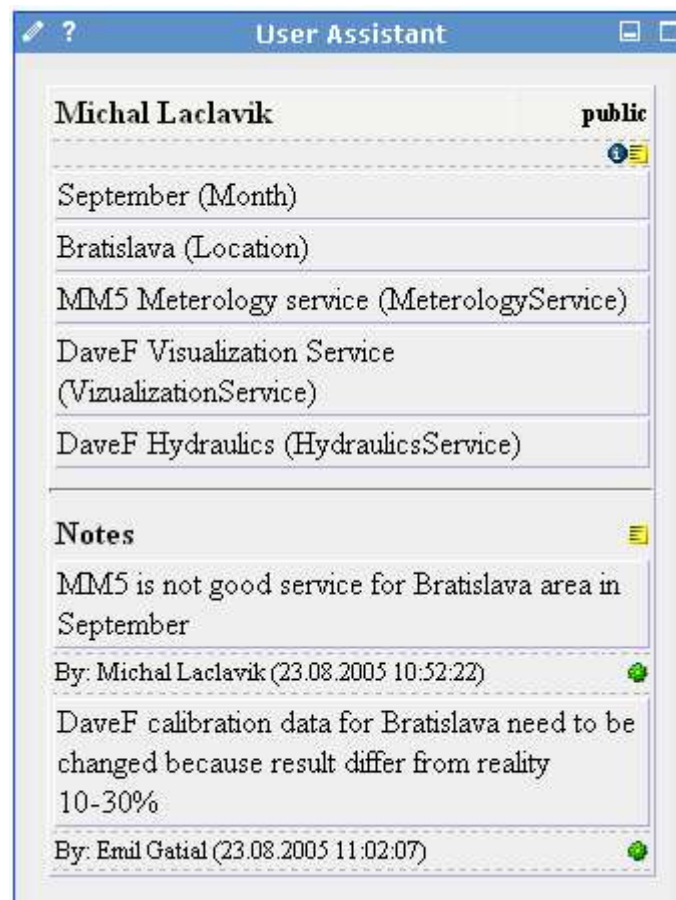 ? User Assistant
Michal Laclavik public
September (Month)
Bratislava (Location)
MM5 Meterology service (MeterologyService)
DaveF Visualization Service
(VizualizationService)
DaveF Hydraulics (HydraulicsService)
Notes
MM5 is not good service for Bratislava area in
September
By: Michal Laclavik (23.08.2005 10:52:22)
DaveF calibration data for Bratislava need to be
changed because result differ from reality
10-30%
By: Emil Gatial (23.08.2005 11:02:07)